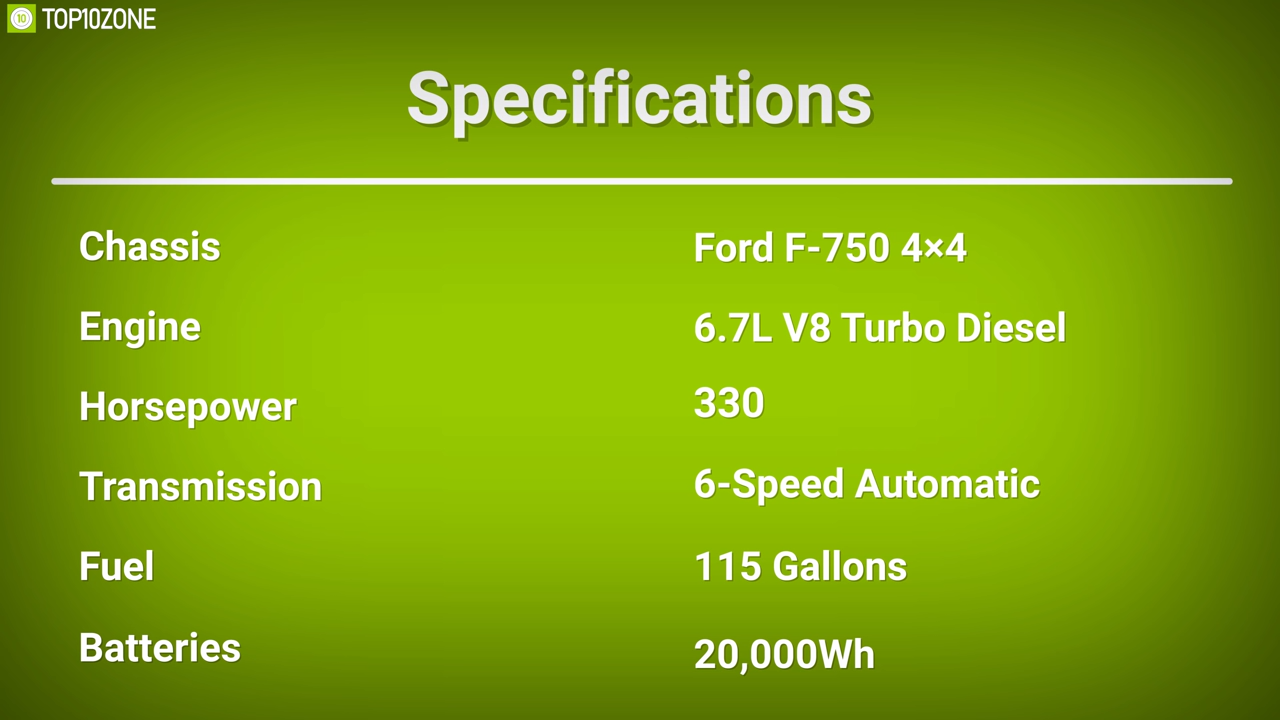 10 TOP10ZONE
Specifications
Chassis Ford F-750 4×4
Engine 6.7L V8 Turbo Diesel
Horsepower 330
Transmission 6-Speed Automatic
Fuel 115 Gallons
Batteries 20,000Wh